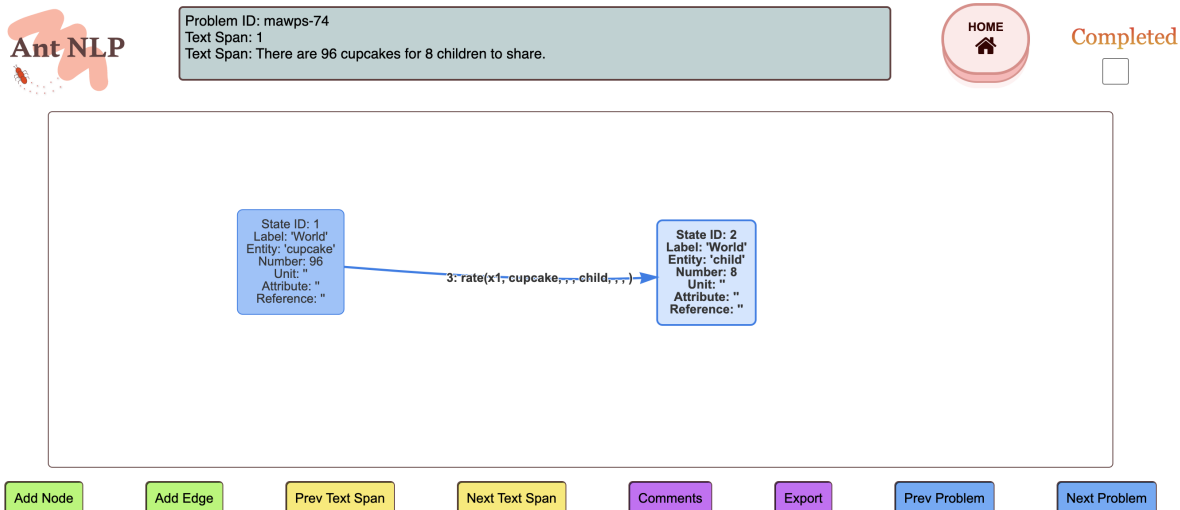 Ant NLP
Problem ID: mawps-74
Text Span: 1
Text Span: There are 96 cupcakes for 8 children to share.
HOME
Completed
State ID: 1
Label: 'World'
Entity: 'cupcake'
Number: 96
Unit: ''
Attribute: ''
Reference: ''
3: rate(x1, cupcake, , , child, , , )
State ID: 2
Label: 'World'
Entity: 'child'
Number: 8
Unit: ''
Attribute: ''
Reference: ''
Add Node
Add Edge
Prev Text Span
Next Text Span
Comments
Export
Prev Problem
Next Problem